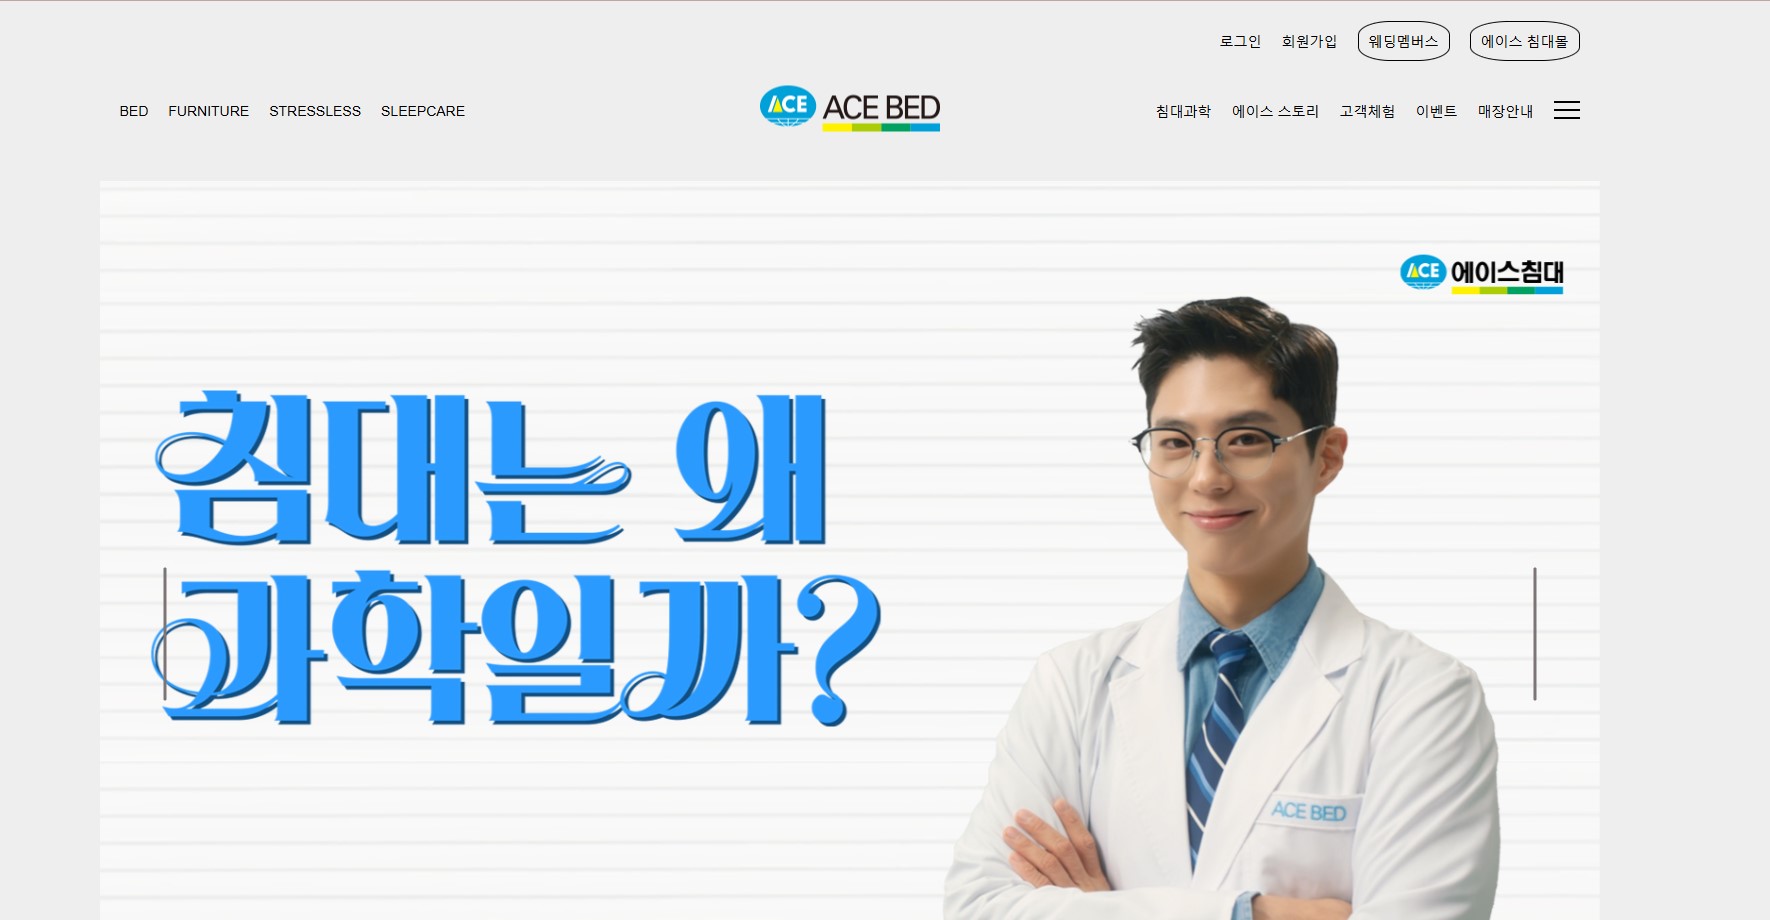 로그인 회원가입 웨딩멤버스 에이스 침대몰
BED FURNITURE STRESSLESS SLEEPCARE
ACE ACE BED
침대과학 에이스 스토리 고객체험 이벤트 매장안내
ACE 에이스침대
침대는 왜
과학일까?
ACE BED